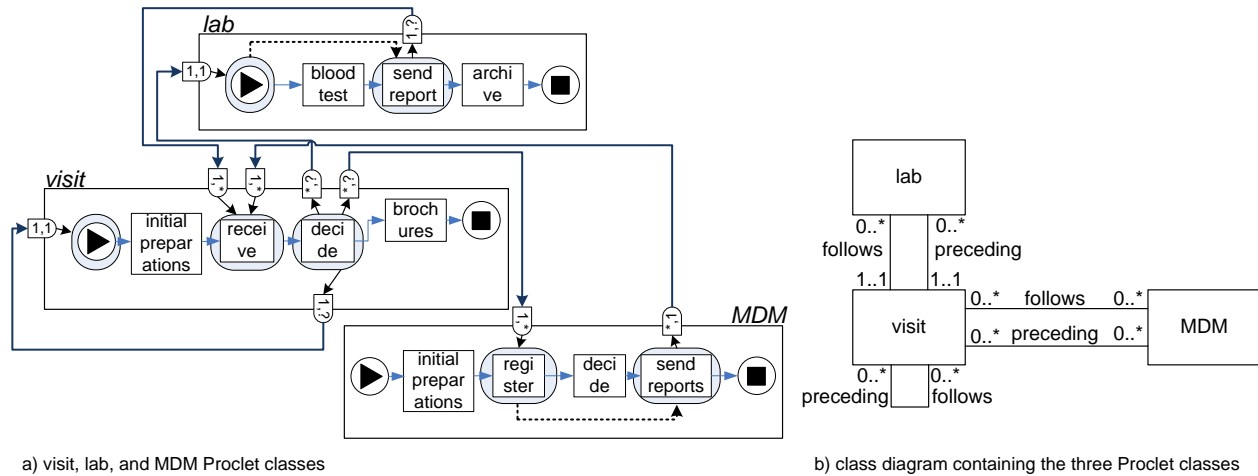 lab
1,?
1,1
blood
test
send
report
archi
ve
1,*
1,*
¿,*
¿,*
visit
1,1
initial
prepar
ations
recei
ve
deci
de
broch
ures
1,?
1,*
1,*
MDM
initial
prepar
ations
regi
ster
deci
de
send
reports
a) visit, lab, and MDM Proclet classes
lab
0..* 0..*
follows preceding
1..1 1..1
visit
0..* follows 0..*
0..* preceding 0..*
MDM
0..* 0..*
preceding follows
b) class diagram containing the three Proclet classes